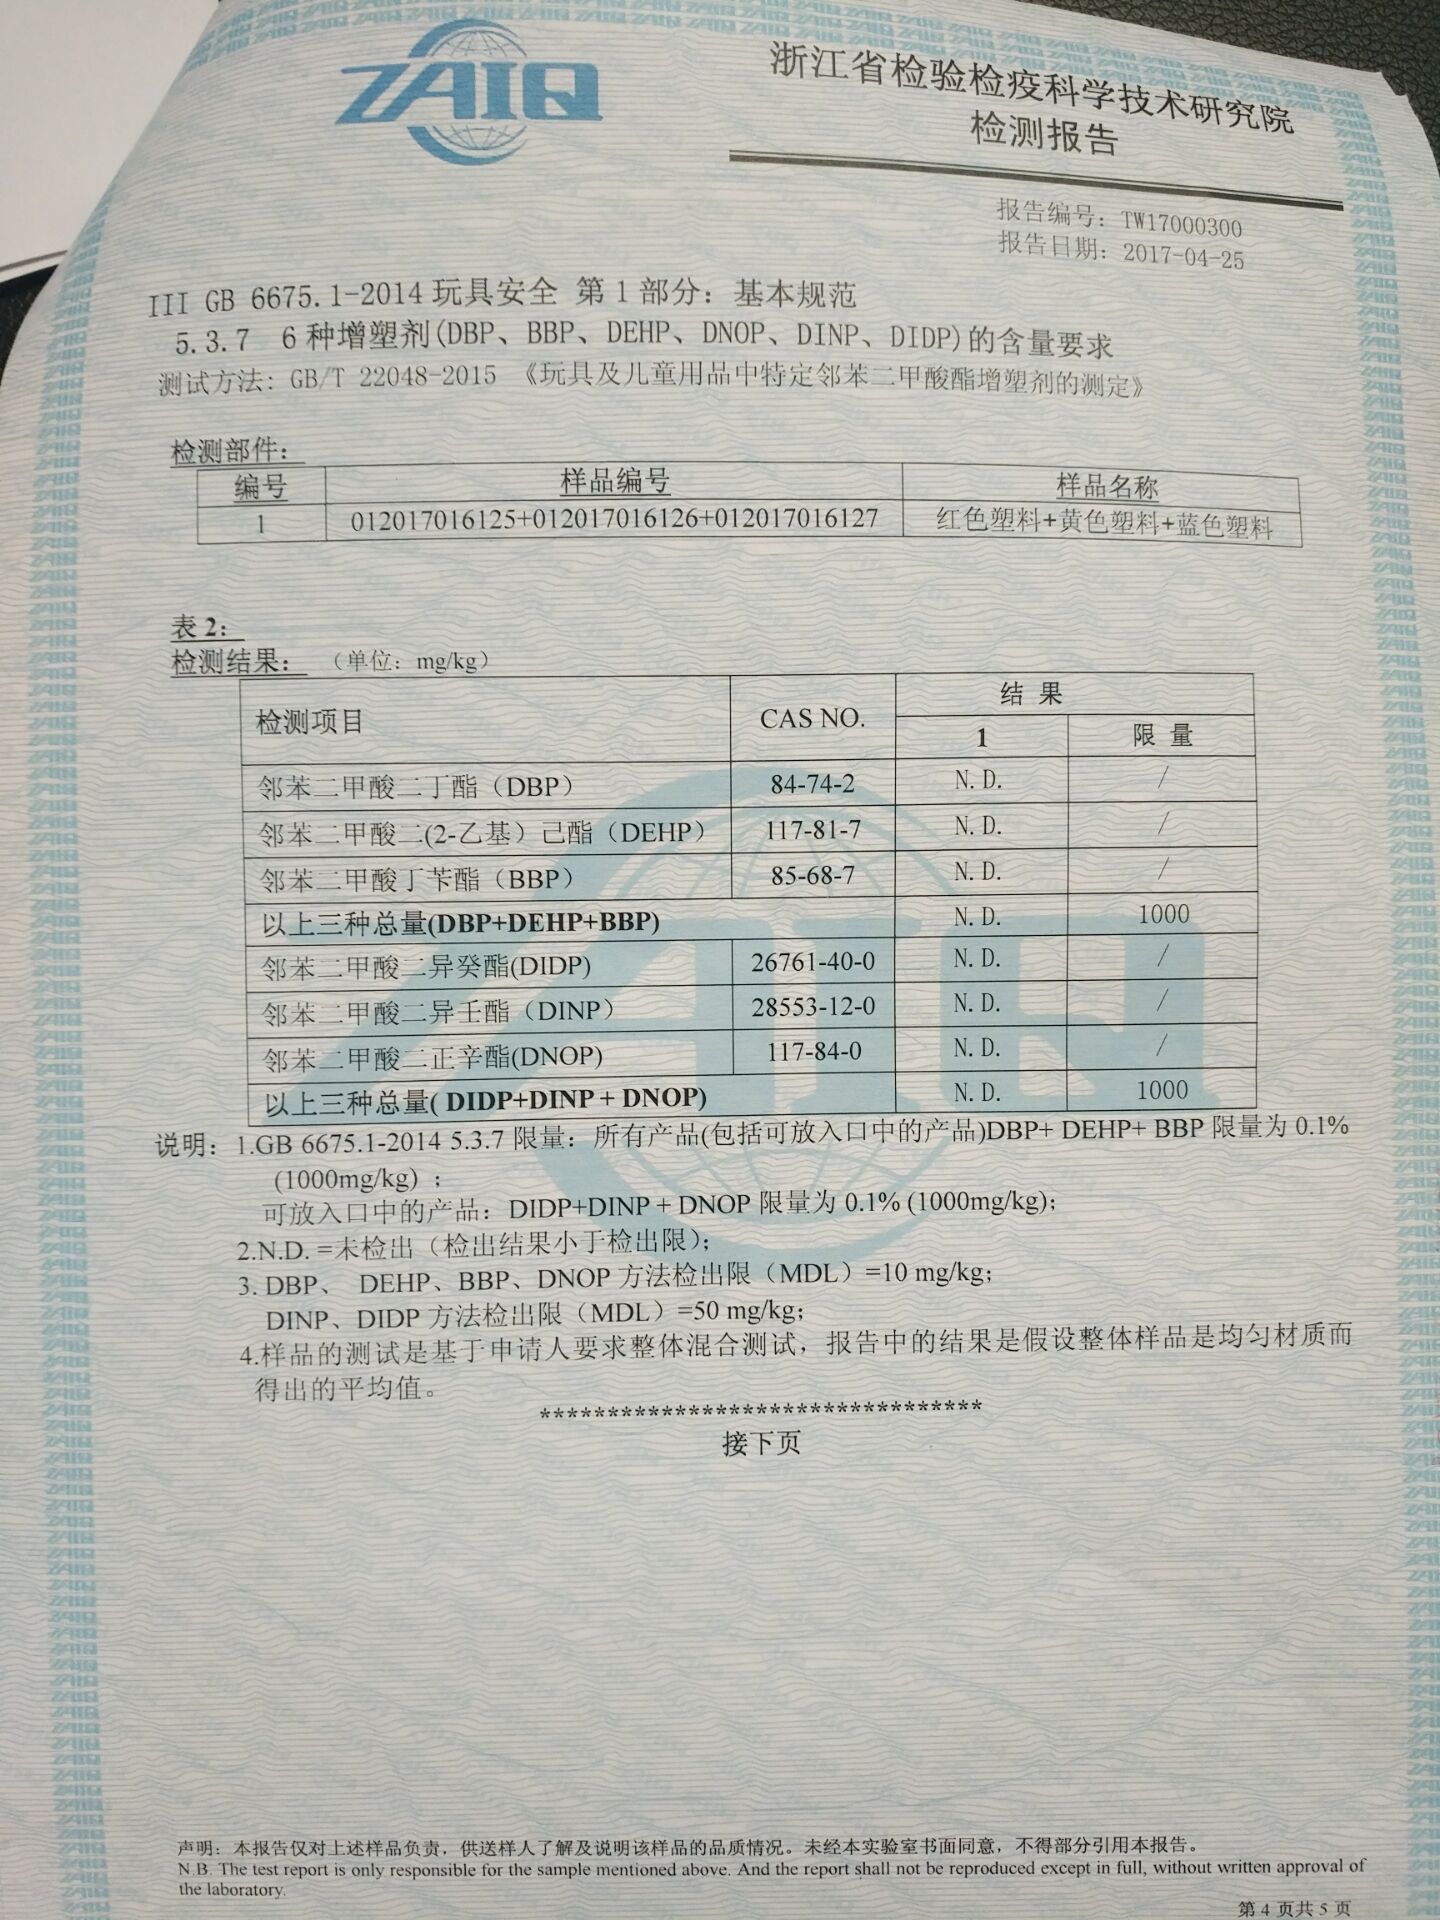 ZAIQ
浙江省检验检疫科学技术研究院
检测报告
报告编号：TW17000300
报告日期：2017-04-25
III GB 6675.1-2014 玩具安全 第 1 部分：基本规范
5.3.7 6 种增塑剂(DBP、BBP、DEHP、DNOP、DINP、DIDP)的含量要求
测试方法：GB/T 22048-2015 《玩具及儿童用品中特定邻苯二甲酸酯增塑剂的测定》
检测部件：
编号 样品编号 样品名称
1 012017016125+012017016126+012017016127 红色塑料+黄色塑料+蓝色塑料
表 2：
检测结果： （单位：mg/kg）
检测项目 CAS NO. 结 果
1 限 量
邻苯二甲酸二丁酯（DBP） 84-74-2 N.D. /
邻苯二甲酸二(2-乙基）己酯（DEHP） 117-81-7 N.D. /
邻苯二甲酸丁苄酯（BBP） 85-68-7 N.D. /
以上三种总量(DBP+DEHP+BBP) N.D. 1000
邻苯二甲酸二异癸酯(DIDP) 26761-40-0 N.D. /
邻苯二甲酸二异壬酯（DINP） 28553-12-0 N.D. /
邻苯二甲酸二正辛酯(DNOP) 117-84-0 N.D. /
以上三种总量( DIDP+DINP + DNOP) N.D. 1000
说明：1.GB 6675.1-2014 5.3.7 限量：所有产品(包括可放入口中的产品)DBP+ DEHP+ BBP 限量为 0.1%
(1000mg/kg) ；
可放入口中的产品：DIDP+DINP + DNOP 限量为 0.1% (1000mg/kg)；
2.N.D. =未检出（检出结果小于检出限）；
3. DBP、 DEHP、BBP、DNOP 方法检出限（MDL）=10 mg/kg；
DINP、DIDP 方法检出限（MDL）=50 mg/kg；
4.样品的测试是基于申请人要求整体混合测试，报告中的结果是假设整体样品是均匀材质而
得出的平均值。
*********************************
接下页
声明：本报告仅对上述样品负责，供送样人了解及说明该样品的品质情况。未经本实验室书面同意，不得部分引用本报告。
N.B. The test report is only responsible for the sample mentioned above. And the report shall not be reproduced except in full, without written approval of
the laboratory.
第 4 页共 5 页